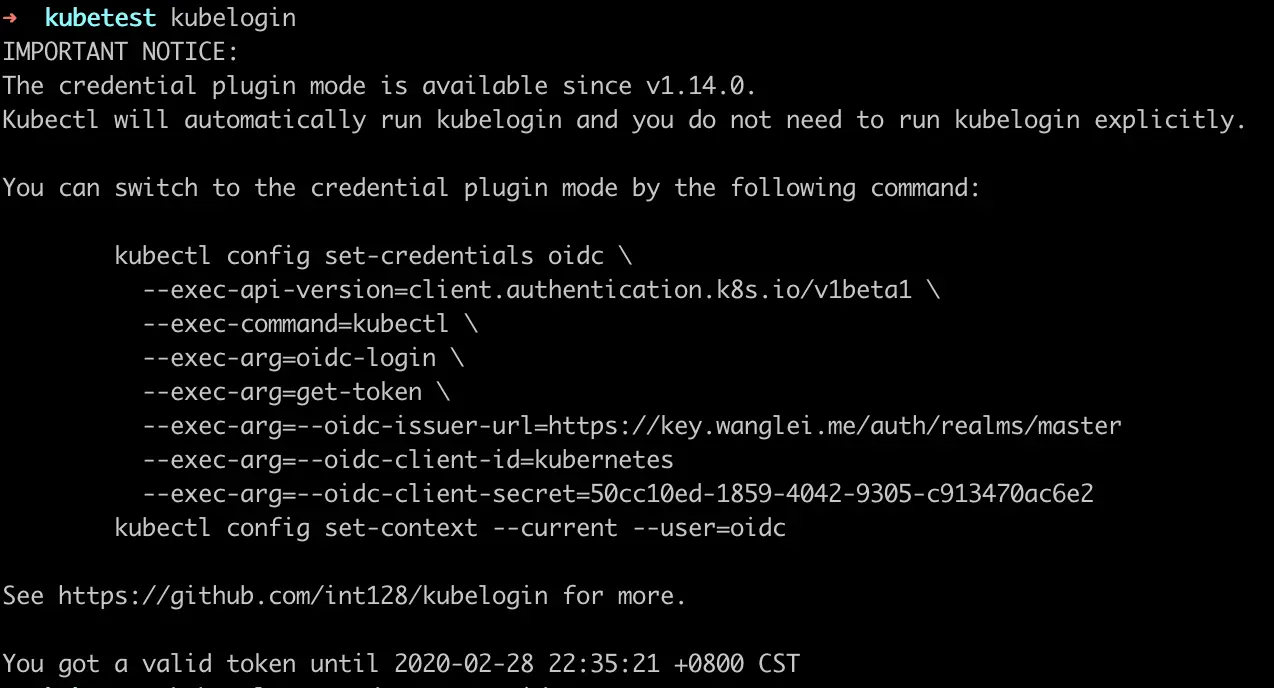 ➜  kubetest kubelogin
IMPORTANT NOTICE:
The credential plugin mode is available since v1.14.0.
Kubectl will automatically run kubelogin and you do not need to run kubelogin explicitly.
You can switch to the credential plugin mode by the following command:
kubectl config set-credentials oidc \
--exec-api-version=client.authentication.k8s.io/v1beta1 \
--exec-command=kubectl \
--exec-arg=oidc-login \
--exec-arg=get-token \
--exec-arg=--oidc-issuer-url=https://key.wanglei.me/auth/realms/master
--exec-arg=--oidc-client-id=kubernetes
--exec-arg=--oidc-client-secret=50cc10ed-1859-4042-9305-c913470ac6e2
kubectl config set-context --current --user=oidc
See https://github.com/int128/kubelogin for more.
You got a valid token until 2020-02-28 22:35:21 +0800 CST